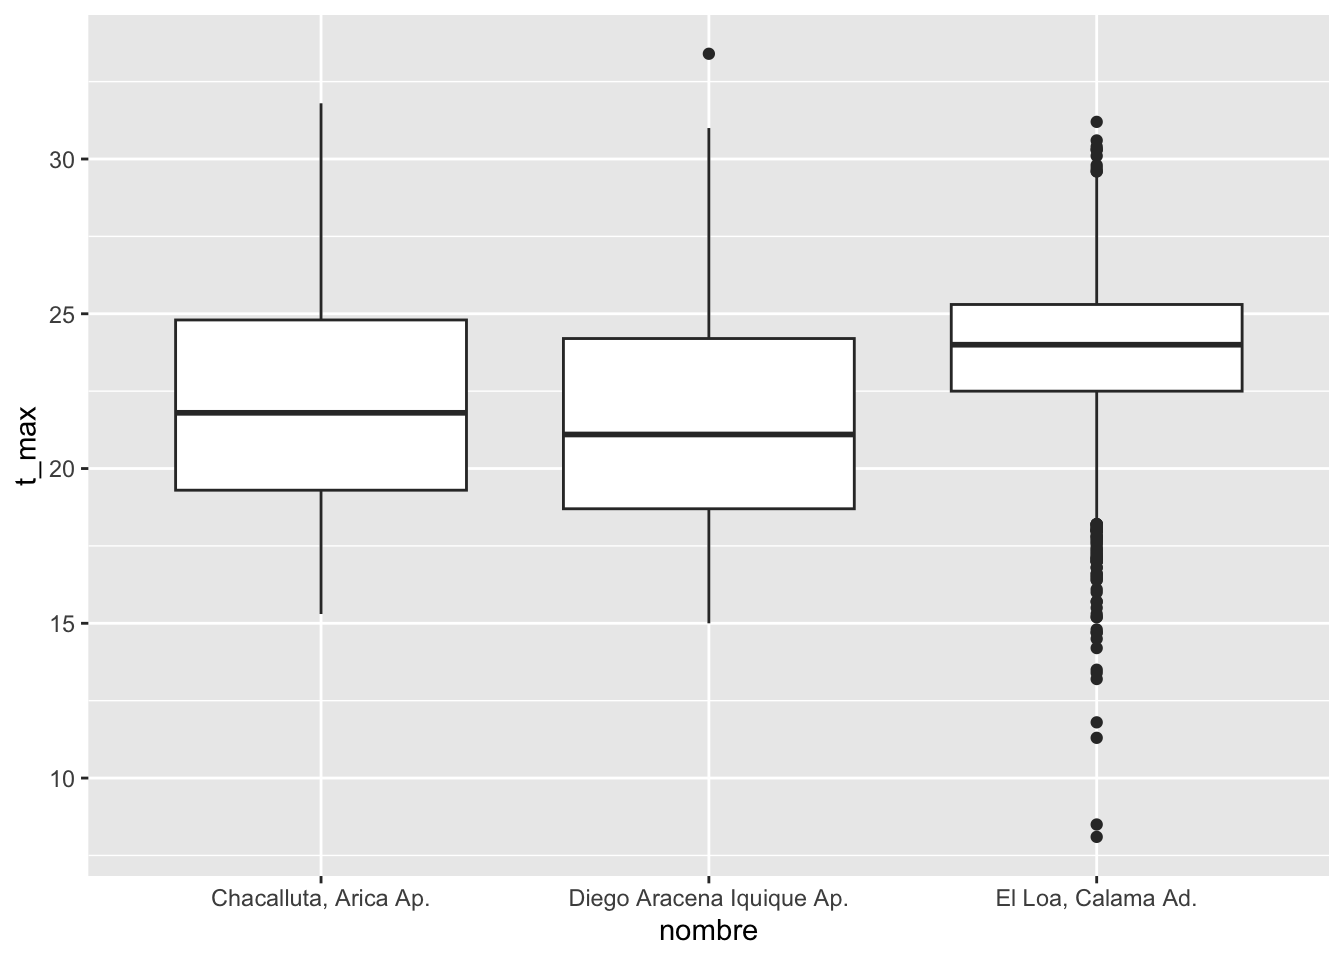 30
25
20
15
10
t_max
Chacalluta, Arica Ap.
Diego Aracena Iquique Ap.
El Loa, Calama Ad.
nombre